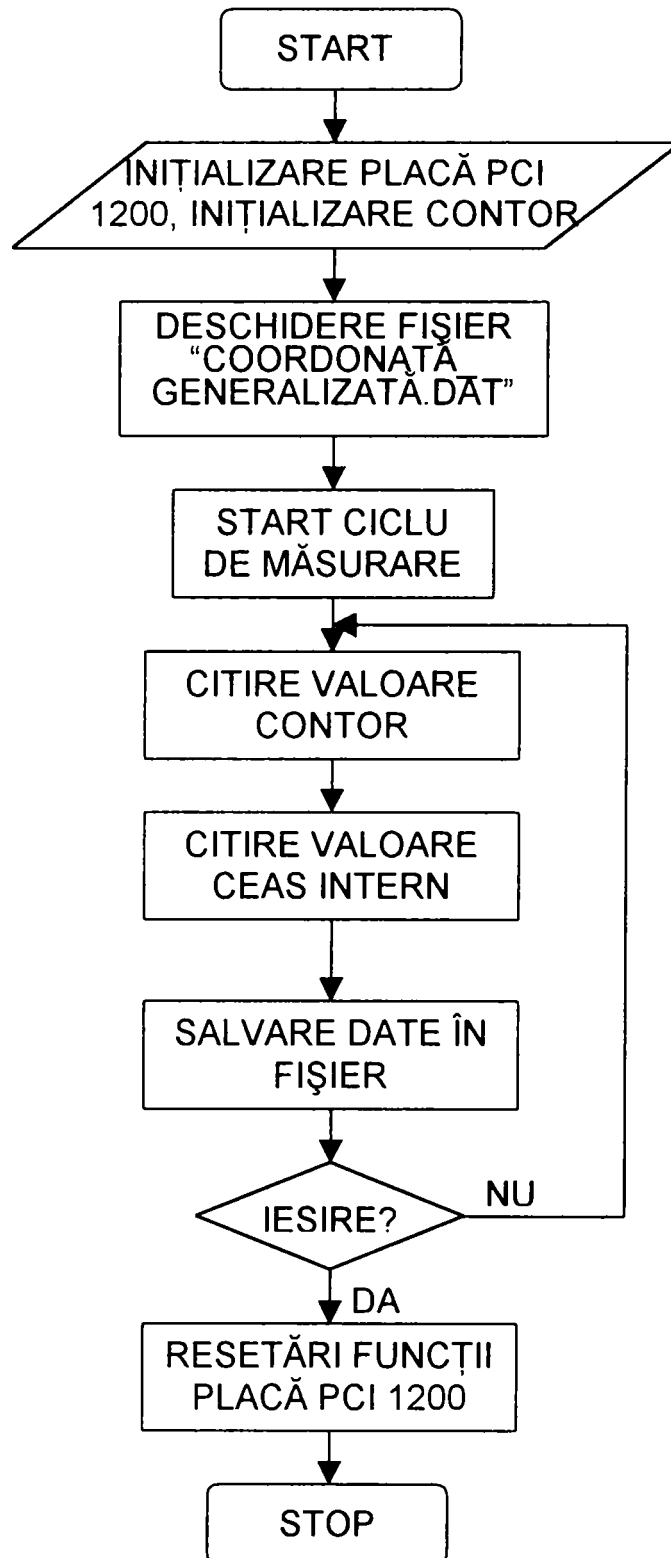 START
INIȚIALIZARE PLACĂ PCI
1200, INIȚIALIZARE CONTOR
DESCHIDERE FIŞIER
“COORDONATĂ_
GENERALIZATĂ.DAT”
START CICLU
DE MĂSURARE
CITIRE VALOARE
CONTOR
CITIRE VALOARE
CEAS INTERN
SALVARE DATE ÎN
FIŞIER
IESIRE?
NU
DA
RESETĂRI FUNCȚII
PLACĂ PCI 1200
STOP